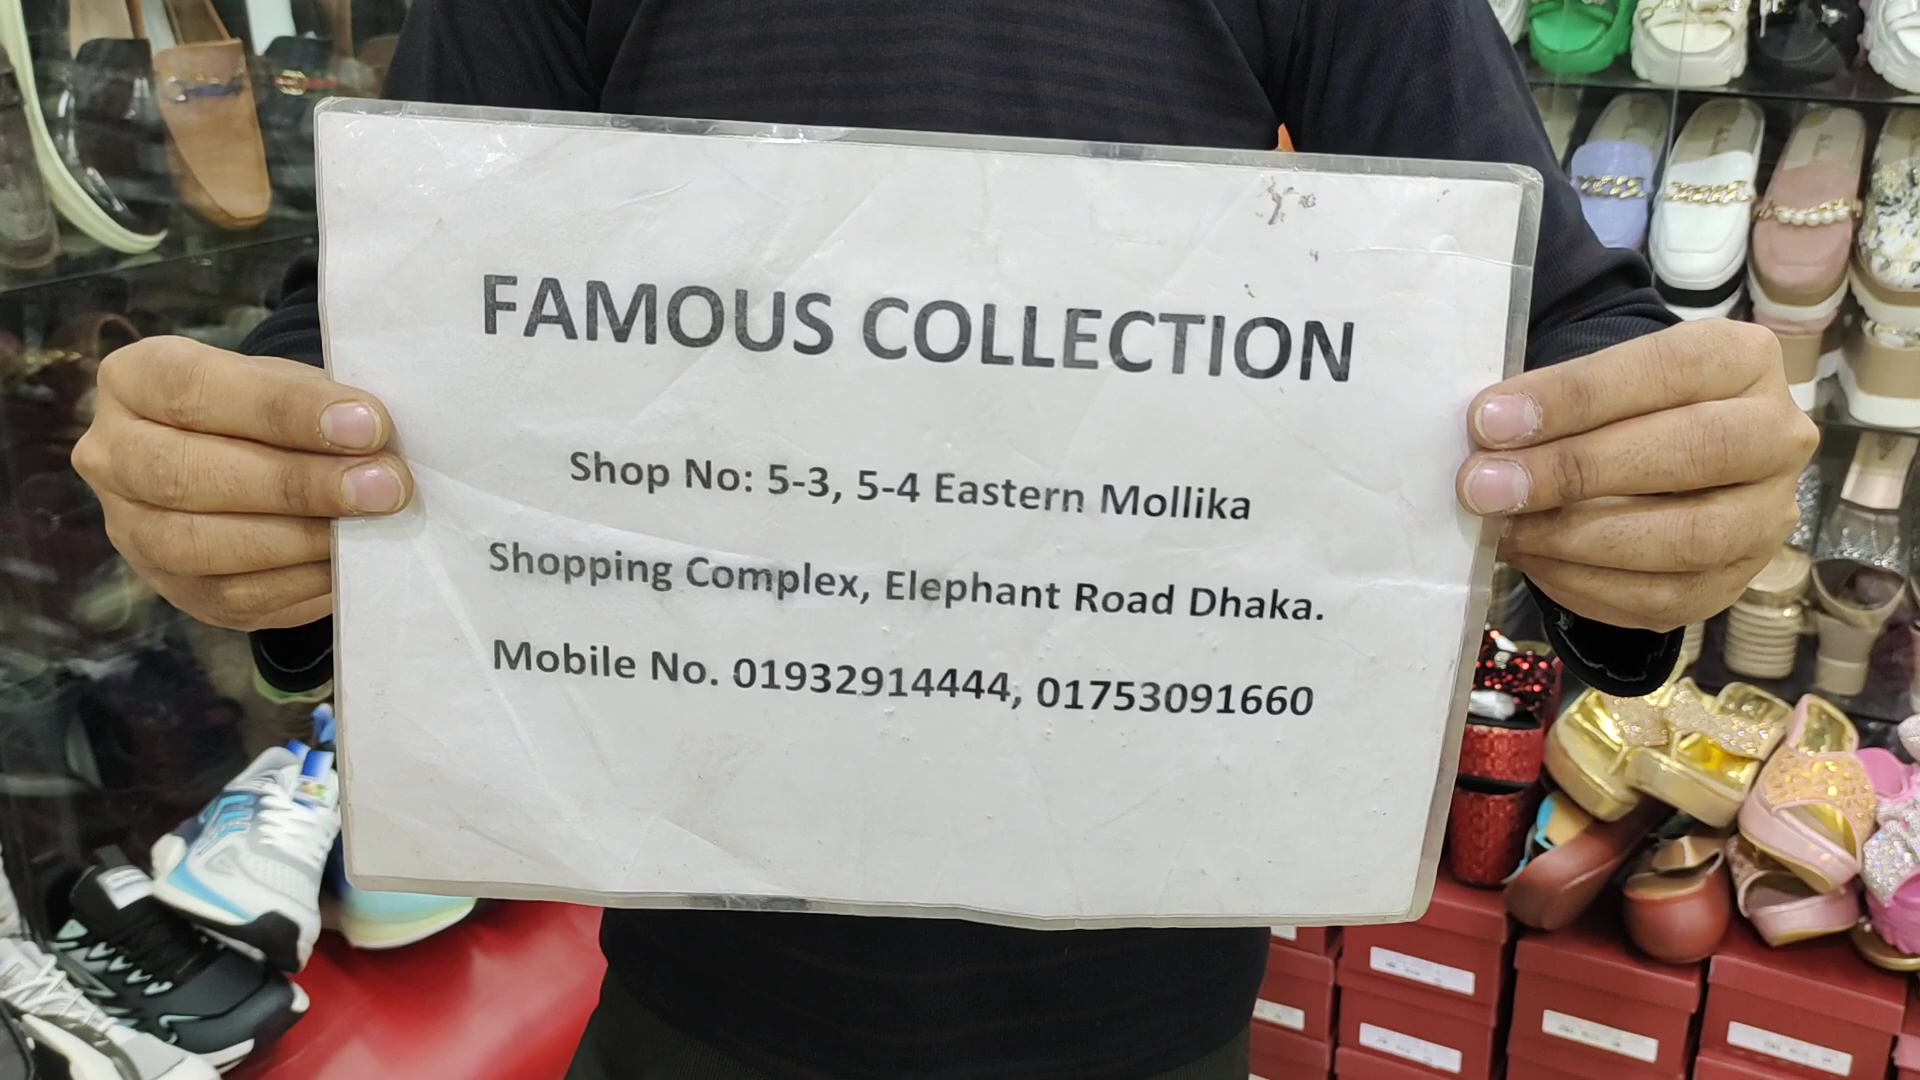 FAMOUS COLLECTION
Shop No: 5-3, 5-4 Eastern Mollika
Shopping Complex, Elephant Road Dhaka.
Mobile No. 01932914444, 01753091660